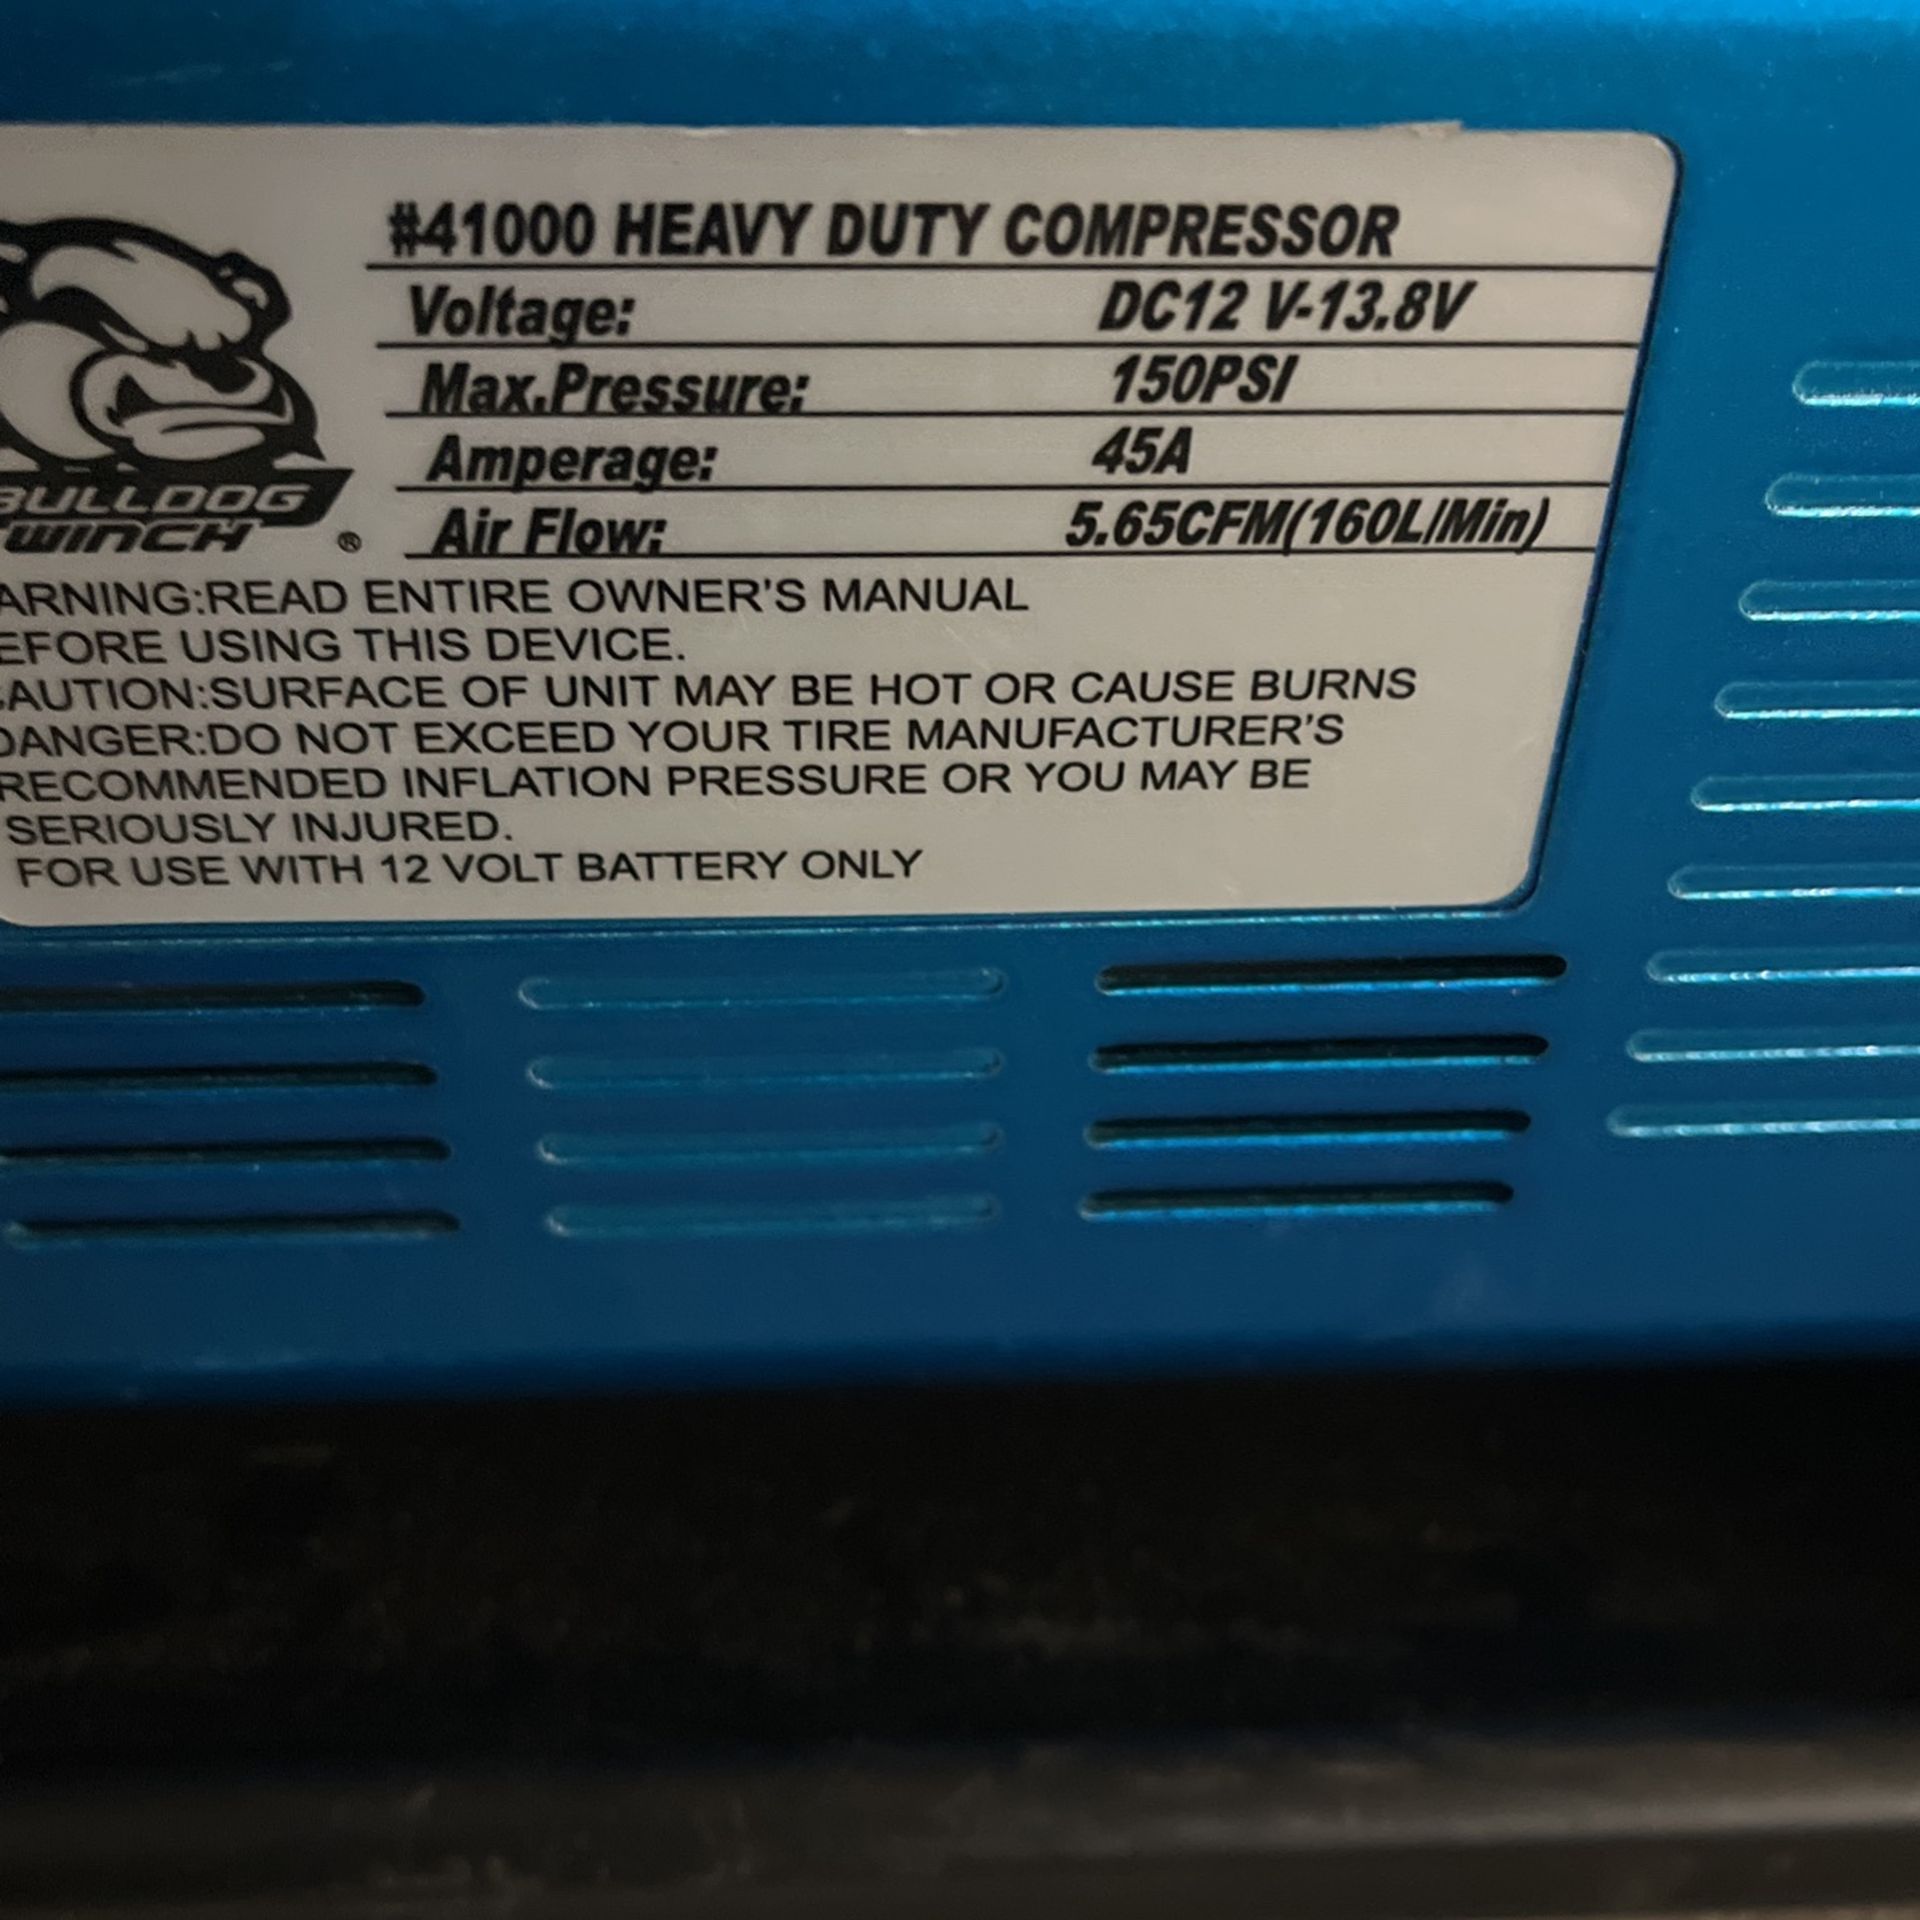 #41000 HEAVY DUTY COMPRESSOR
Voltage: DC12 V-13.8V
Max.Pressure: 150PSI
Amperage: 45A
Air Flow: 5.65CFM(160L/Min)
BULLDOG
WINCH ®
ARNING:READ ENTIRE OWNER'S MANUAL
EFORE USING THIS DEVICE.
AUTION:SURFACE OF UNIT MAY BE HOT OR CAUSE BURNS
DANGER:DO NOT EXCEED YOUR TIRE MANUFACTURER'S
RECOMMENDED INFLATION PRESSURE OR YOU MAY BE
SERIOUSLY INJURED.
FOR USE WITH 12 VOLT BATTERY ONLY